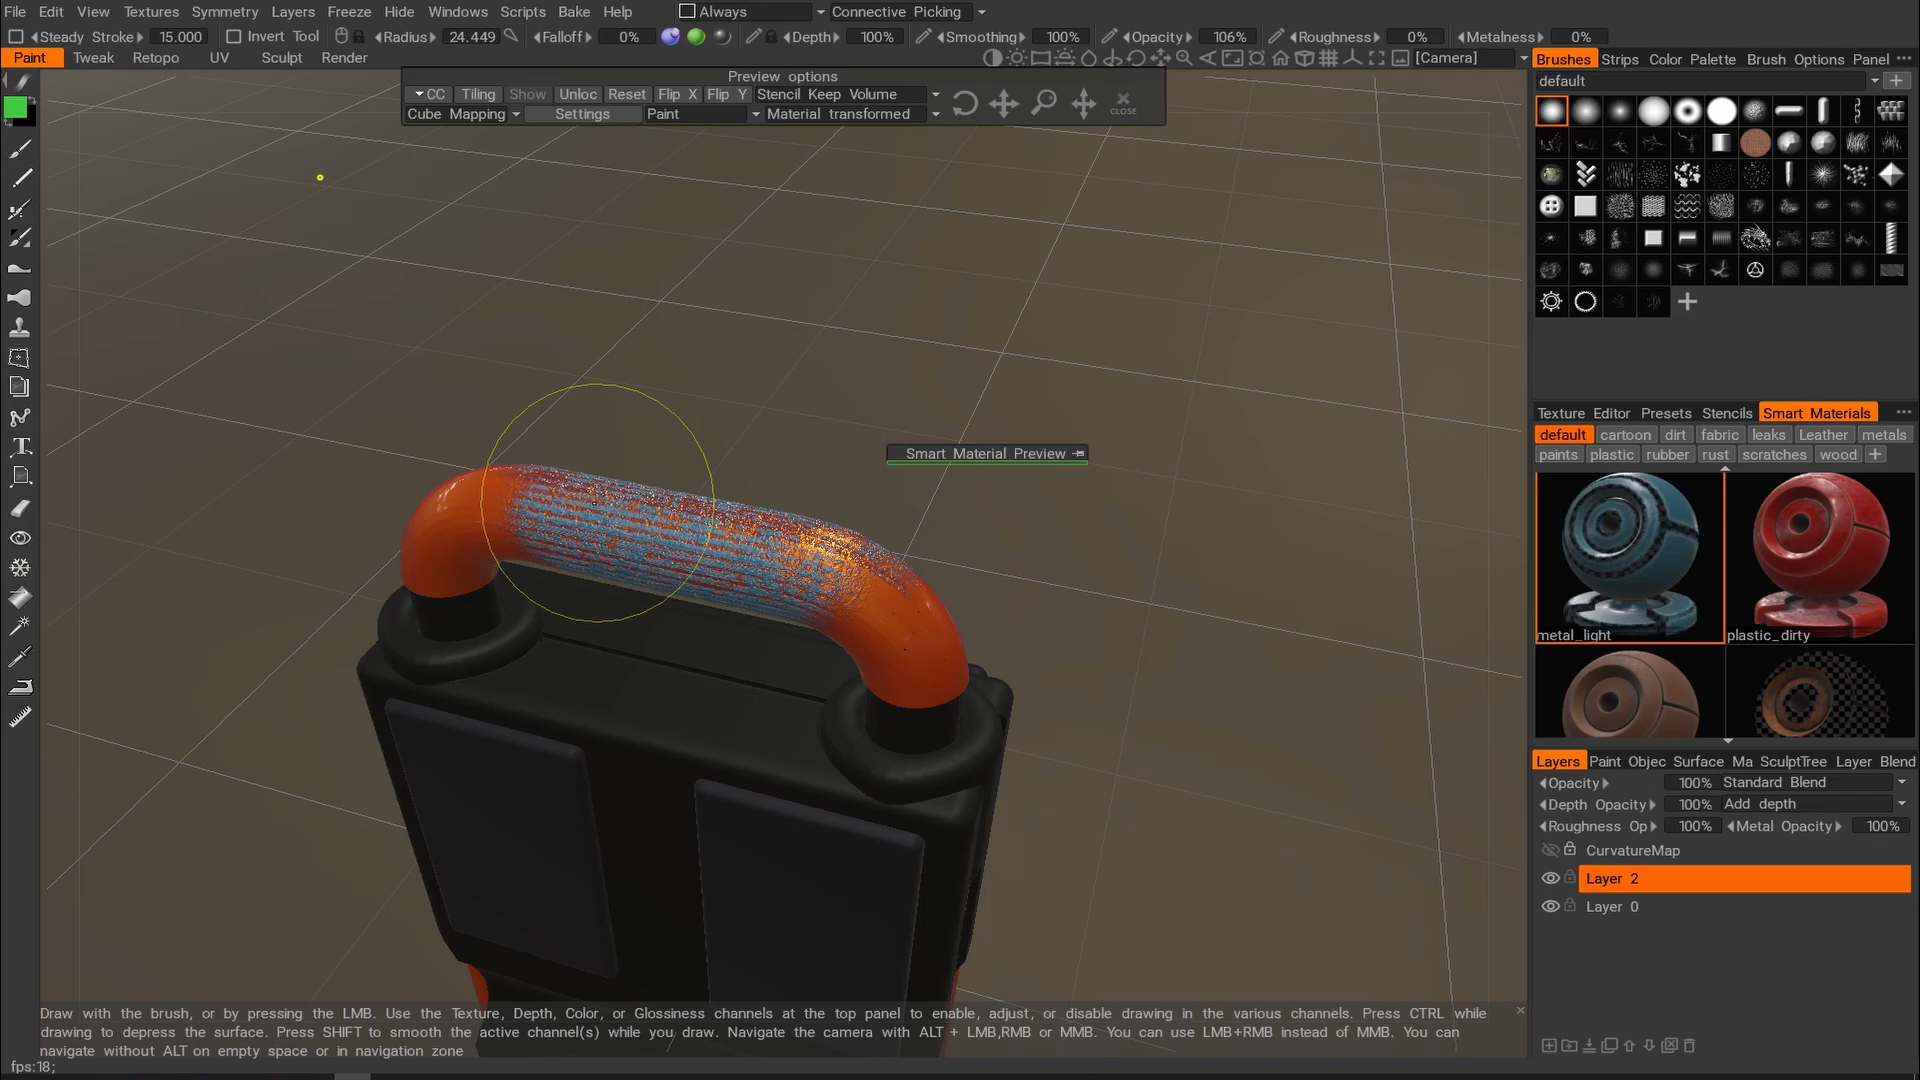 File Edit View Textures Symmetry Layers Freeze Hide Windows Scripts Bake Help Always Connective Picking
Steady Stroke 15.000 Invert Tool Radius 24.449 Falloff 0% Depth 100% Smoothing 100% Opacity 106% Roughness 0% Metalness 0%
Paint Tweak Retopo UV Sculpt Render [Camera]
Preview options
CC Tiling Show Unloc Reset Flip X Flip Y Stencil Keep Volume
Cube Mapping Settings Paint Material transformed CLOSE
Brushes Strips Color Palette Brush Options Panel
default
Smart Material Preview
Texture Editor Presets Stencils Smart Materials
default cartoon dirt fabric leaks Leather metals
paints plastic rubber rust scratches wood
metal_light plastic_dirty
Layers Paint Objec Surface Ma SculptTree Layer Blend
Opacity 100% Standard Blend
Depth Opacity 100% Add depth
Roughness Op 100% Metal Opacity 100%
CurvatureMap
Layer 2
Layer 0
Draw with the brush, or by pressing the LMB. Use the Texture, Depth, Color, or Glossiness channels at the top panel to enable, adjust, or disable drawing in the various channels. Press CTRL while
drawing to depress the surface. Press SHIFT to smooth the active channel(s) while you draw. Navigate the camera with ALT + LMB,RMB or MMB. You can use LMB+RMB instead of MMB. You can
navigate without ALT on empty space or in navigation zone
fps:18;